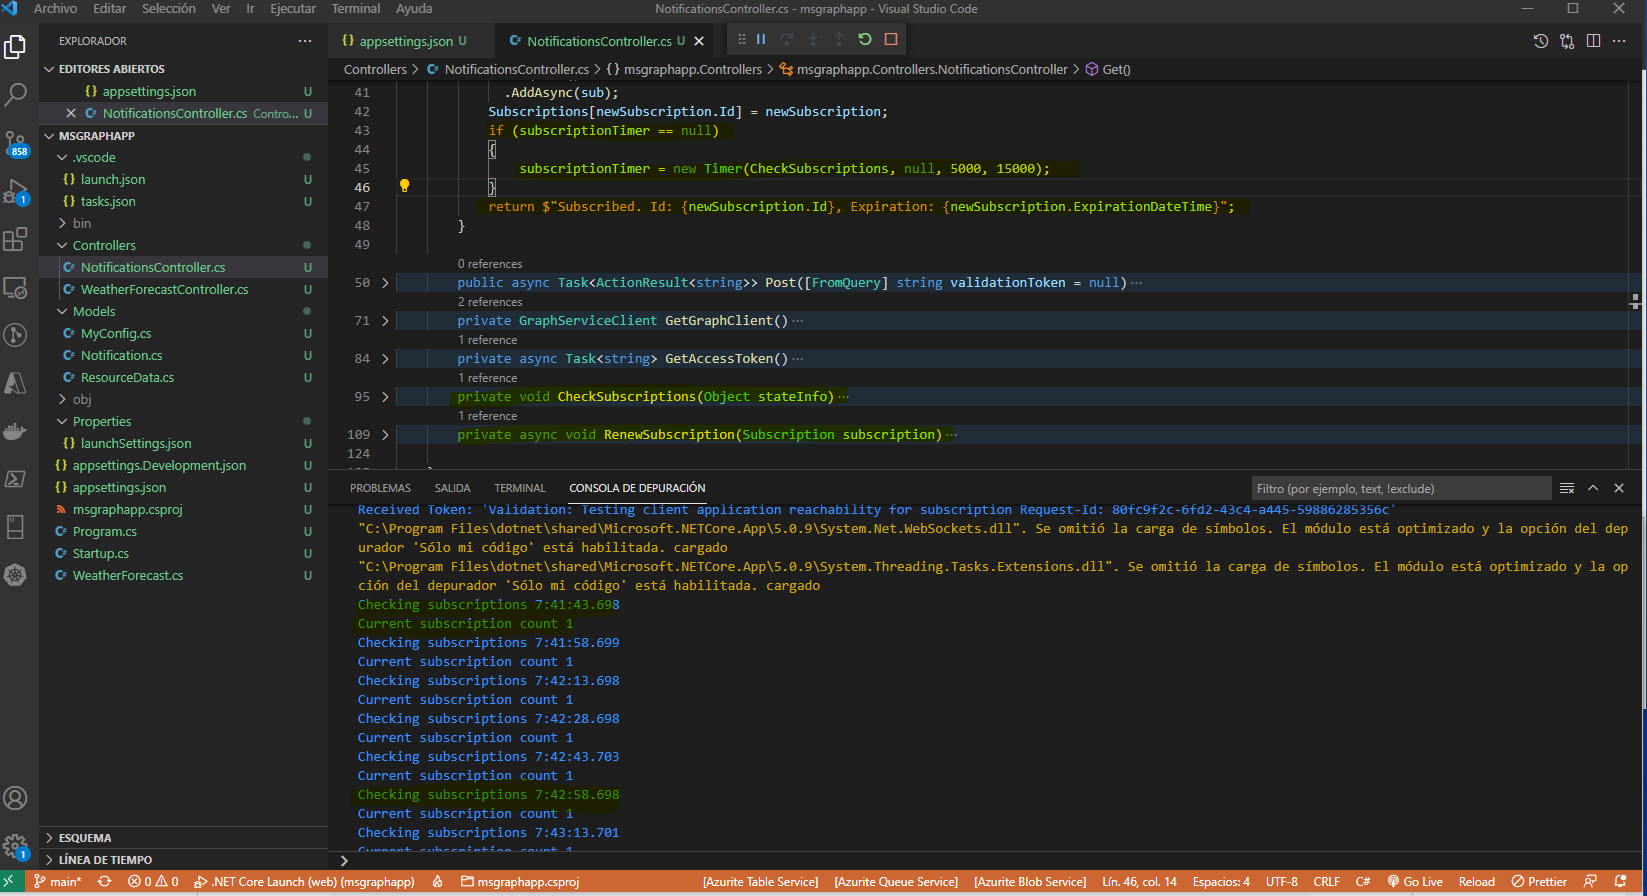 Archivo Editar Selección Ver Ir Ejecutar Terminal Ayuda NotificationsController.cs - msgraphapp - Visual Studio Code
EXPLORADOR
EDITORES ABIERTOS
{} appsettings.json U
C# NotificationsController.cs Contro... U
MSGRAPHAPP
.vscode
{} launch.json U
{} tasks.json U
bin
Controllers
C# NotificationsController.cs U
C# WeatherForecastController.cs U
Models
C# MyConfig.cs U
C# Notification.cs U
C# ResourceData.cs U
obj
Properties
{} launchSettings.json U
{} appsettings.Development.json U
{} appsettings.json U
msgraphapp.csproj U
C# Program.cs U
C# Startup.cs U
C# WeatherForecast.cs U
ESQUEMA
LÍNEA DE TIEMPO
858
1
1
{} appsettings.json U C# NotificationsController.cs U
Controllers > C# NotificationsController.cs > {} msgraphapp.Controllers > msgraphapp.Controllers.NotificationsController > Get()
41 .AddAsync(sub);
42 Subscriptions[newSubscription.Id] = newSubscription;
43 if (subscriptionTimer == null)
44 {
45 subscriptionTimer = new Timer(CheckSubscriptions, null, 5000, 15000);
46 }
47 return $"Subscribed. Id: {newSubscription.Id}, Expiration: {newSubscription.ExpirationDateTime}";
48 }
49
0 references
50 public async Task<ActionResult<string>> Post([FromQuery] string validationToken = null)···
2 references
71 private GraphServiceClient GetGraphClient()···
1 reference
84 private async Task<string> GetAccessToken()···
1 reference
95 private void CheckSubscriptions(Object stateInfo)···
1 reference
109 private async void RenewSubscription(Subscription subscription)···
124
PROBLEMAS SALIDA TERMINAL CONSOLA DE DEPURACIÓN Filtro (por ejemplo, text, !exclude)
Received Token: 'Validation: Testing client application reachability for subscription Request-Id: 80fc9f2c-6fd2-43c4-a445-59886285356c'
"C:\Program Files\dotnet\shared\Microsoft.NETCore.App\5.0.9\System.Net.WebSockets.dll". Se omitió la carga de símbolos. El módulo está optimizado y la opción del dep
urador 'Sólo mi código' está habilitada. cargado
"C:\Program Files\dotnet\shared\Microsoft.NETCore.App\5.0.9\System.Threading.Tasks.Extensions.dll". Se omitió la carga de símbolos. El módulo está optimizado y la op
ción del depurador 'Sólo mi código' está habilitada. cargado
Checking subscriptions 7:41:43.698
Current subscription count 1
Checking subscriptions 7:41:58.699
Current subscription count 1
Checking subscriptions 7:42:13.698
Current subscription count 1
Checking subscriptions 7:42:28.698
Current subscription count 1
Checking subscriptions 7:42:43.703
Current subscription count 1
Checking subscriptions 7:42:58.698
Current subscription count 1
Checking subscriptions 7:43:13.701
Current subscription count 1
main* 0 0 .NET Core Launch (web) (msgraphapp) msgraphapp.csproj [Azurite Table Service] [Azurite Queue Service] [Azurite Blob Service] Lín. 46, col. 14 Espacios: 4 UTF-8 CRLF C# Go Live Reload Prettier